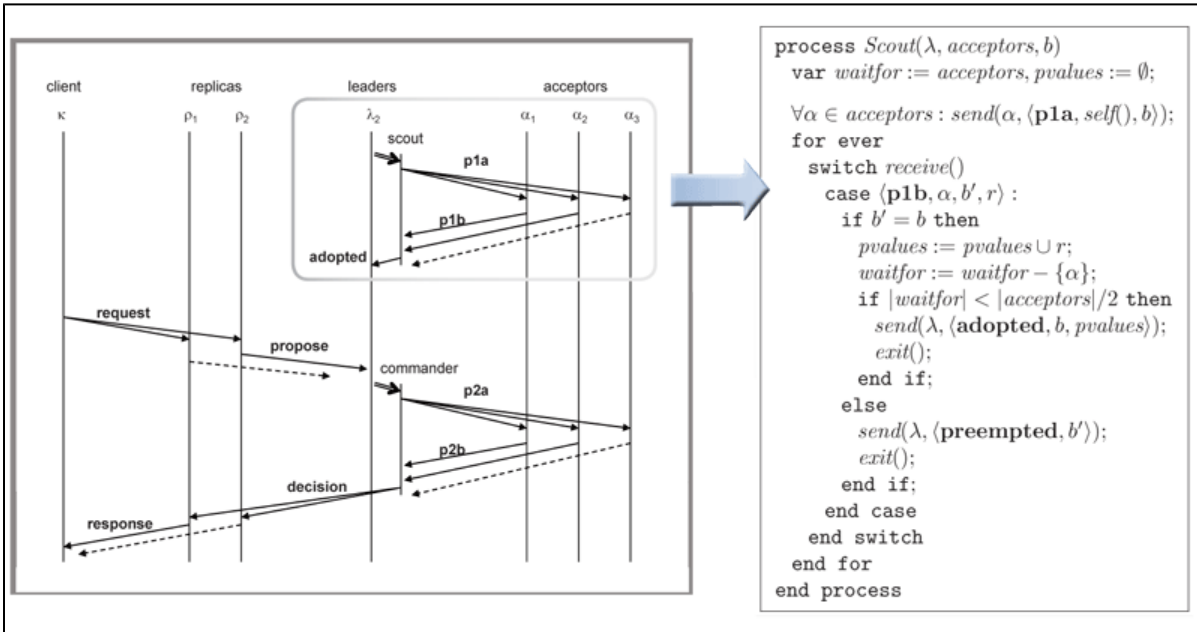 client replicas leaders acceptors
κ ρ₁ ρ₂ λ₂ α₁ α₂ α₃
scout
p1a
p1b
adopted
request
propose
commander
p2a
p2b
decision
response
process Scout(λ, acceptors, b)
var waitfor := acceptors, pvalues := ∅;
∀α ∈ acceptors : send(α, ⟨p1a, self(), b⟩);
for ever
switch receive()
case ⟨p1b, α, b′, r⟩ :
if b′ = b then
pvalues := pvalues ∪ r;
waitfor := waitfor − {α};
if |waitfor| < |acceptors|/2 then
send(λ, ⟨adopted, b, pvalues⟩);
exit();
end if;
else
send(λ, ⟨preempted, b′⟩);
exit();
end if;
end case
end switch
end for
end process